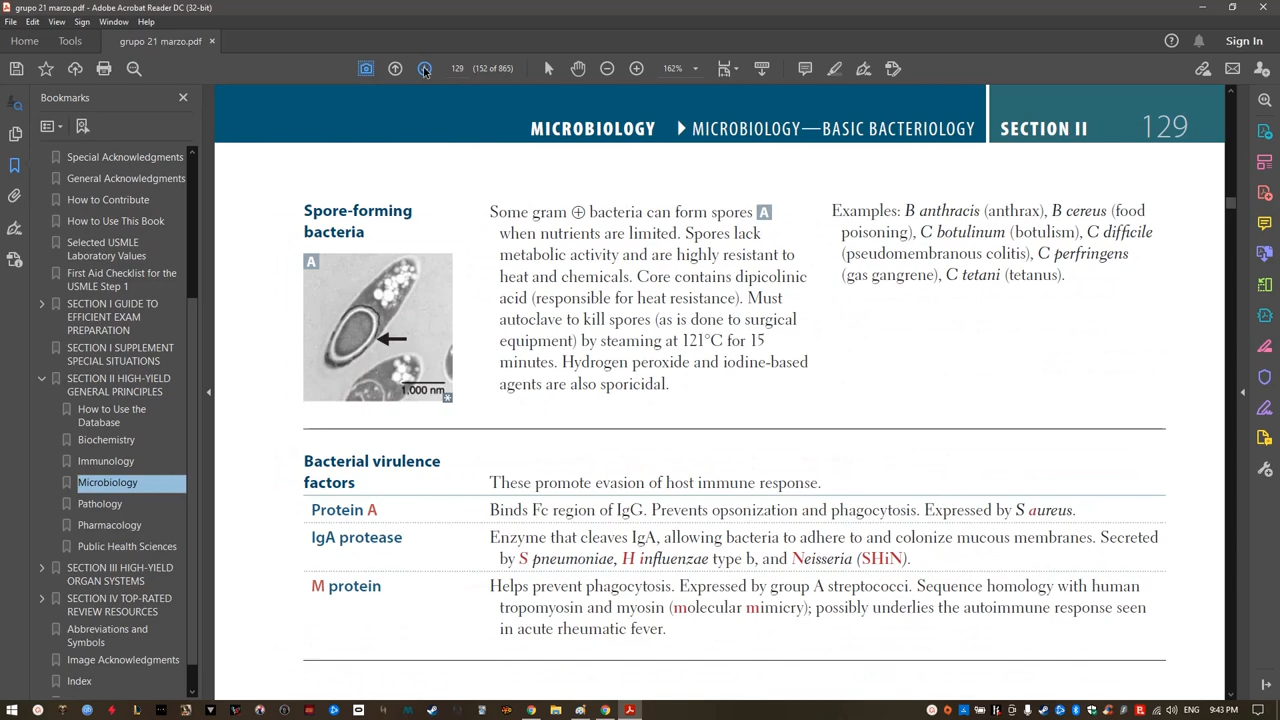 grupo 21 marzo.pdf - Adobe Acrobat Reader DC (32-bit)
File Edit View Sign Window Help
Home Tools grupo 21 marzo.pdf × Sign In
129 (152 of 865) 162%
Bookmarks
Special Acknowledgments
General Acknowledgments
How to Contribute
How to Use This Book
Selected USMLE
Laboratory Values
First Aid Checklist for the
USMLE Step 1
SECTION I GUIDE TO
EFFICIENT EXAM
PREPARATION
SECTION I SUPPLEMENT
SPECIAL SITUATIONS
SECTION II HIGH-YIELD
GENERAL PRINCIPLES
How to Use the
Database
Biochemistry
Immunology
Microbiology
Pathology
Pharmacology
Public Health Sciences
SECTION III HIGH-YIELD
ORGAN SYSTEMS
SECTION IV TOP-RATED
REVIEW RESOURCES
Abbreviations and
Symbols
Image Acknowledgments
Index
MICROBIOLOGY ▶ MICROBIOLOGY—BASIC BACTERIOLOGY SECTION II 129
Spore-forming
bacteria
A
1,000 nm
Some gram ⊕ bacteria can form spores A
when nutrients are limited. Spores lack
metabolic activity and are highly resistant to
heat and chemicals. Core contains dipicolinic
acid (responsible for heat resistance). Must
autoclave to kill spores (as is done to surgical
equipment) by steaming at 121°C for 15
minutes. Hydrogen peroxide and iodine-based
agents are also sporicidal.
Examples: B anthracis (anthrax), B cereus (food
poisoning), C botulinum (botulism), C difficile
(pseudomembranous colitis), C perfringens
(gas gangrene), C tetani (tetanus).
Bacterial virulence
factors
These promote evasion of host immune response.
Protein A
Binds Fc region of IgG. Prevents opsonization and phagocytosis. Expressed by S aureus.
IgA protease
Enzyme that cleaves IgA, allowing bacteria to adhere to and colonize mucous membranes. Secreted
by S pneumoniae, H influenzae type b, and Neisseria (SHiN).
M protein
Helps prevent phagocytosis. Expressed by group A streptococci. Sequence homology with human
tropomyosin and myosin (molecular mimicry); possibly underlies the autoimmune response seen
in acute rheumatic fever.
ENG 9:43 PM